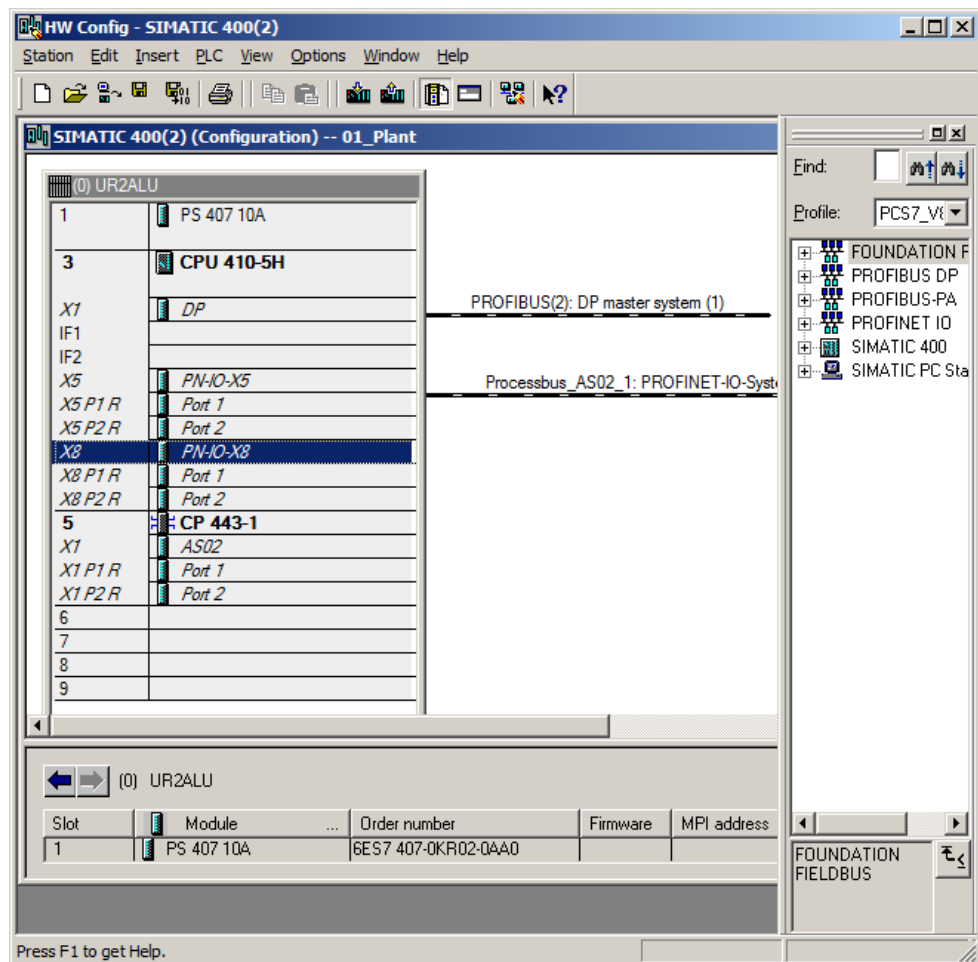 HW Config - SIMATIC 400(2)
Station Edit Insert PLC View Options Window Help
SIMATIC 400(2) (Configuration) -- 01_Plant
(0) UR2ALU
1 PS 407 10A
3 CPU 410-5H
X1 DP
IF1
IF2
X5 PN-IO-X5
X5 P1 R Port 1
X5 P2 R Port 2
X8 PN-IO-X8
X8 P1 R Port 1
X8 P2 R Port 2
5 CP 443-1
X1 AS02
X1 P1 R Port 1
X1 P2 R Port 2
6
7
8
9
PROFIBUS(2): DP master system (1)
Processbus_AS02_1: PROFINET-IO-Syst
Find:
Profile: PCS7_V8
FOUNDATION F
PROFIBUS DP
PROFIBUS-PA
PROFINET IO
SIMATIC 400
SIMATIC PC Sta
(0) UR2ALU
Slot Module ... Order number Firmware MPI address
1 PS 407 10A 6ES7 407-0KR02-0AA0
FOUNDATION
FIELDBUS
Press F1 to get Help.